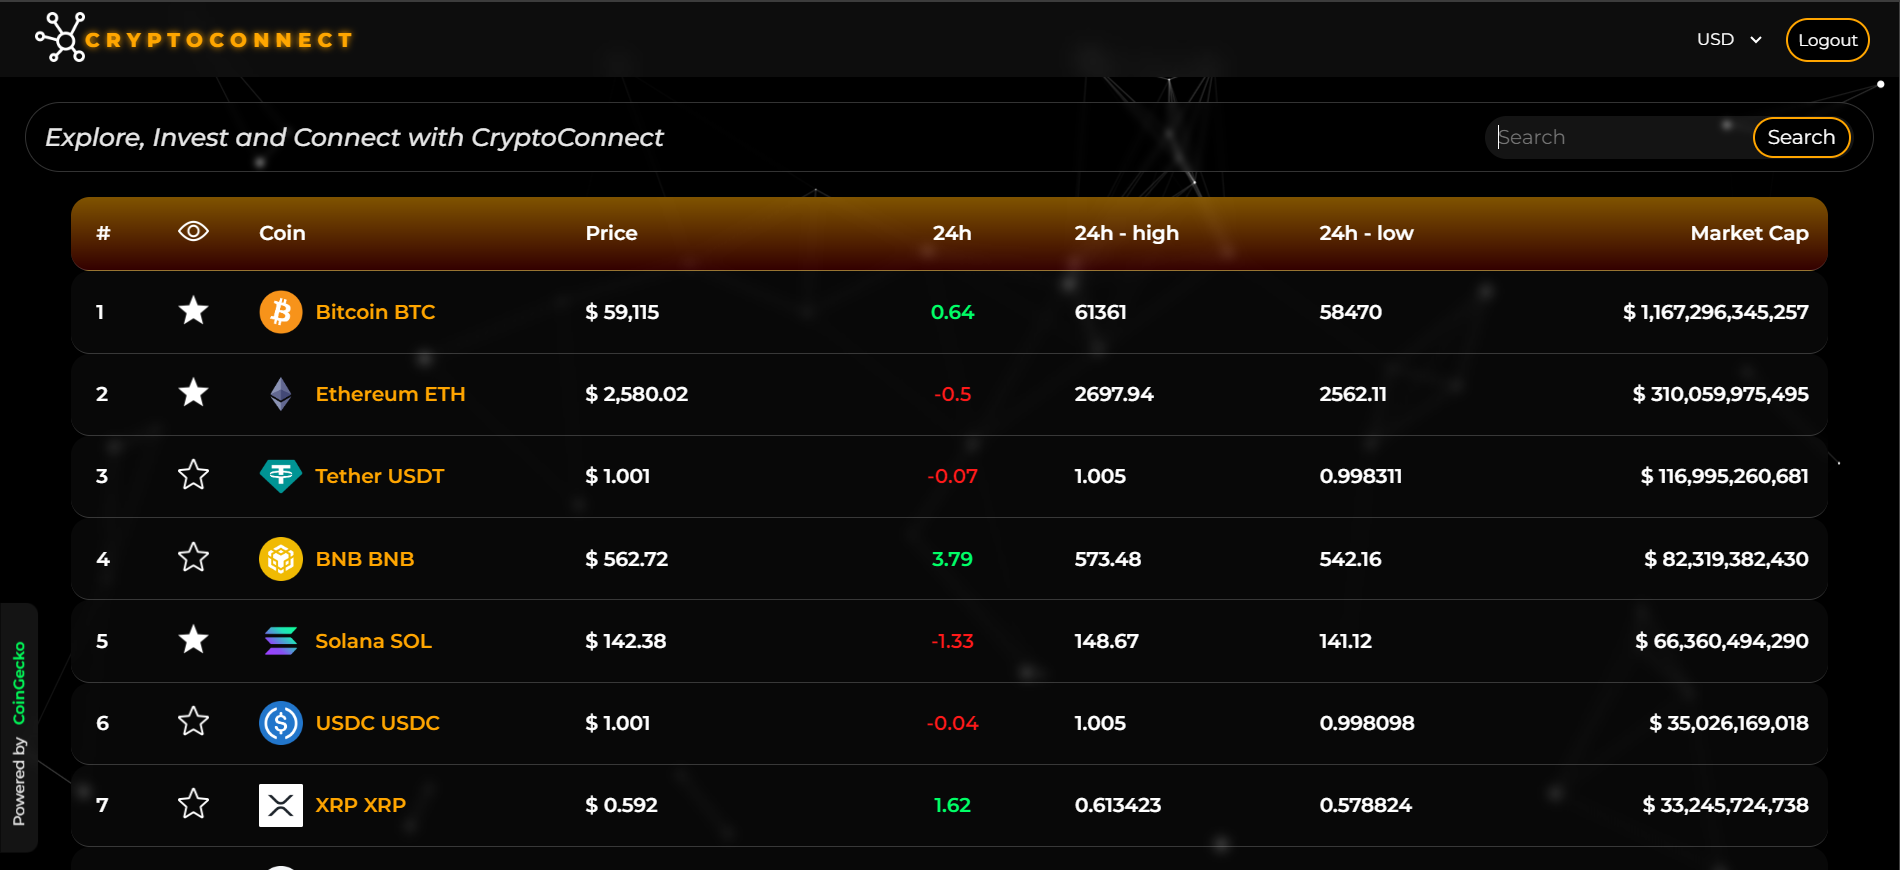 CRYPTOCONNECT
USD
Logout
Explore, Invest and Connect with CryptoConnect
Search
Search
# Coin Price 24h 24h - high 24h - low Market Cap
1 Bitcoin BTC $ 59,115 0.64 61361 58470 $ 1,167,296,345,257
2 Ethereum ETH $ 2,580.02 -0.5 2697.94 2562.11 $ 310,059,975,495
3 Tether USDT $ 1.001 -0.07 1.005 0.998311 $ 116,995,260,681
4 BNB BNB $ 562.72 3.79 573.48 542.16 $ 82,319,382,430
5 Solana SOL $ 142.38 -1.33 148.67 141.12 $ 66,360,494,290
6 USDC USDC $ 1.001 -0.04 1.005 0.998098 $ 35,026,169,018
7 XRP XRP $ 0.592 1.62 0.613423 0.578824 $ 33,245,724,738
Powered by CoinGecko